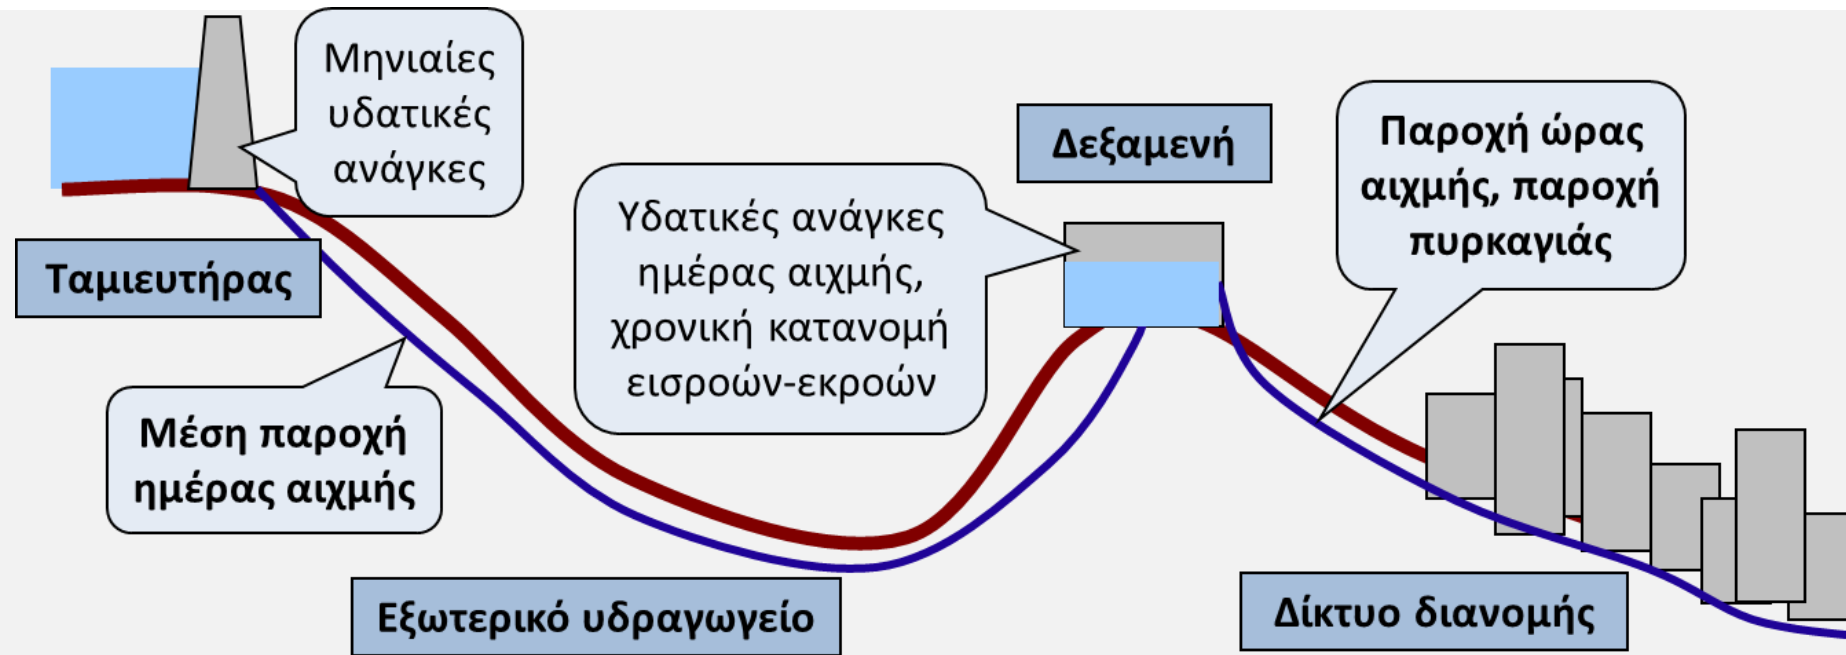 Μηνιαίες
υδατικές
ανάγκες
Ταμιευτήρας
Μέση παροχή
ημέρας αιχμής
Εξωτερικό υδραγωγείο
Υδατικές ανάγκες
ημέρας αιχμής,
χρονική κατανομή
εισροών-εκροών
Δεξαμενή
Παροχή ώρας
αιχμής, παροχή
πυρκαγιάς
Δίκτυο διανομής